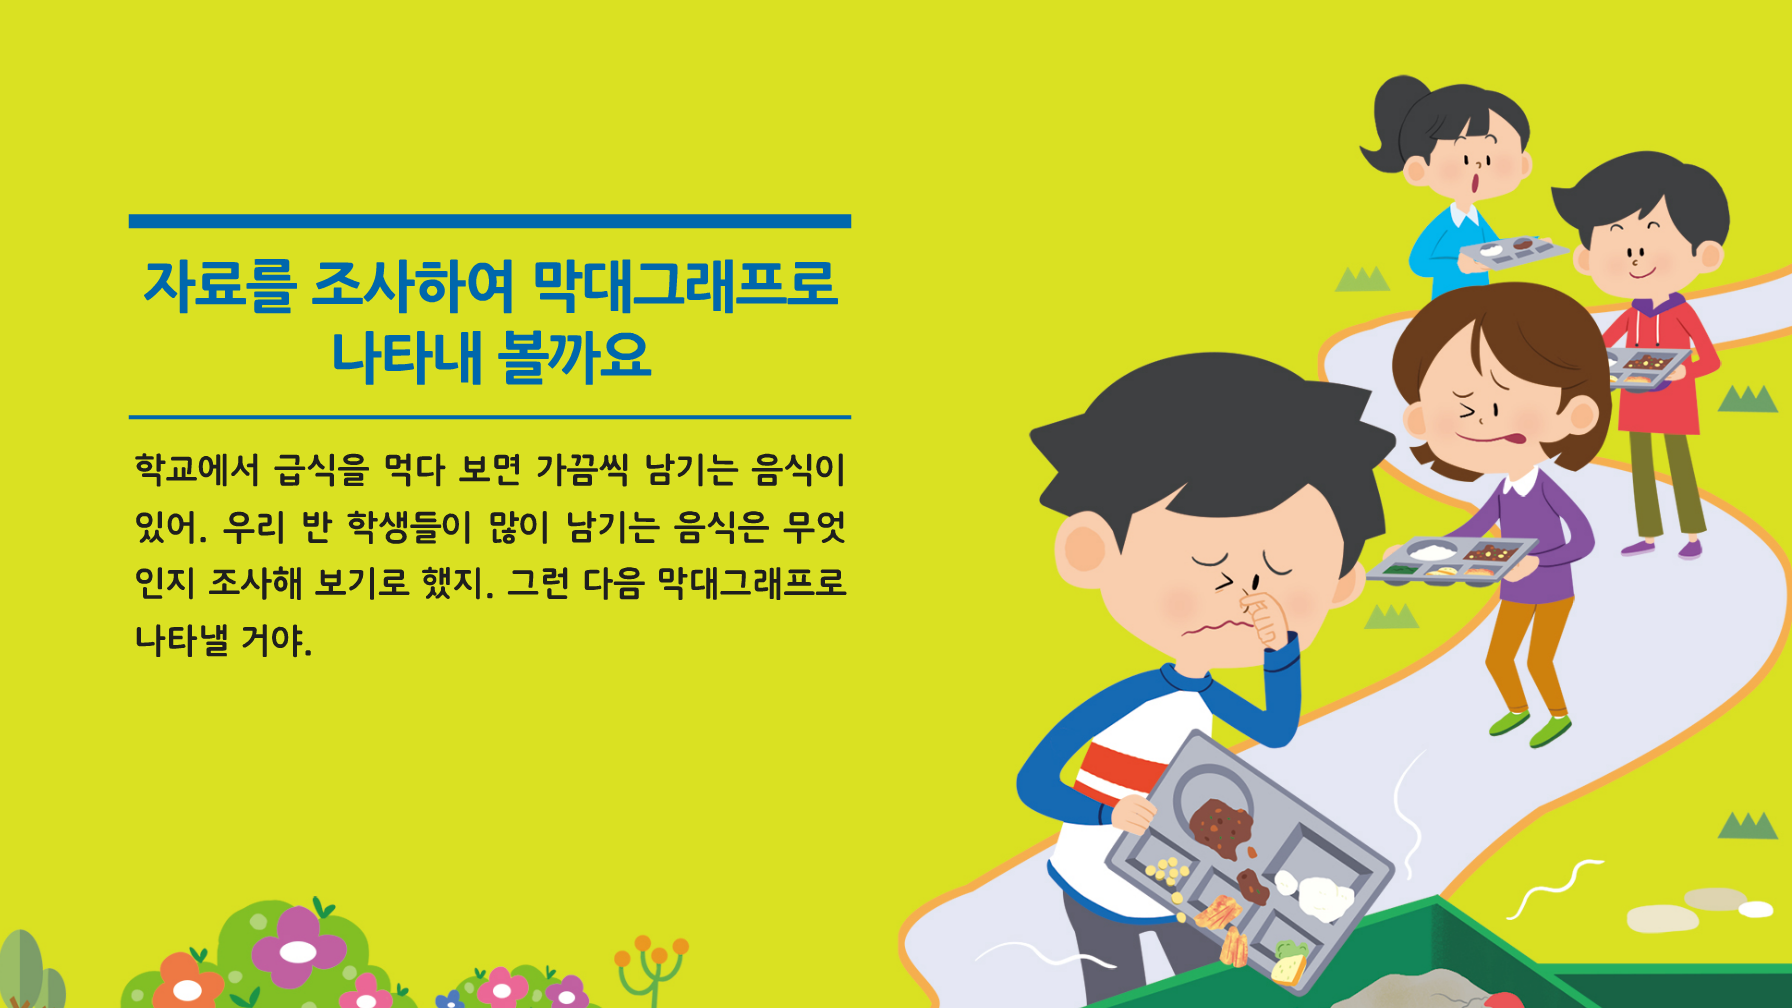 자료를 조사하여 막대그래프로
나타내 볼까요
학교에서 급식을 먹다 보면 가끔씩 남기는 음식이
있어. 우리 반 학생들이 많이 남기는 음식은 무엇
인지 조사해 보기로 했지. 그런 다음 막대그래프로
나타낼 거야.